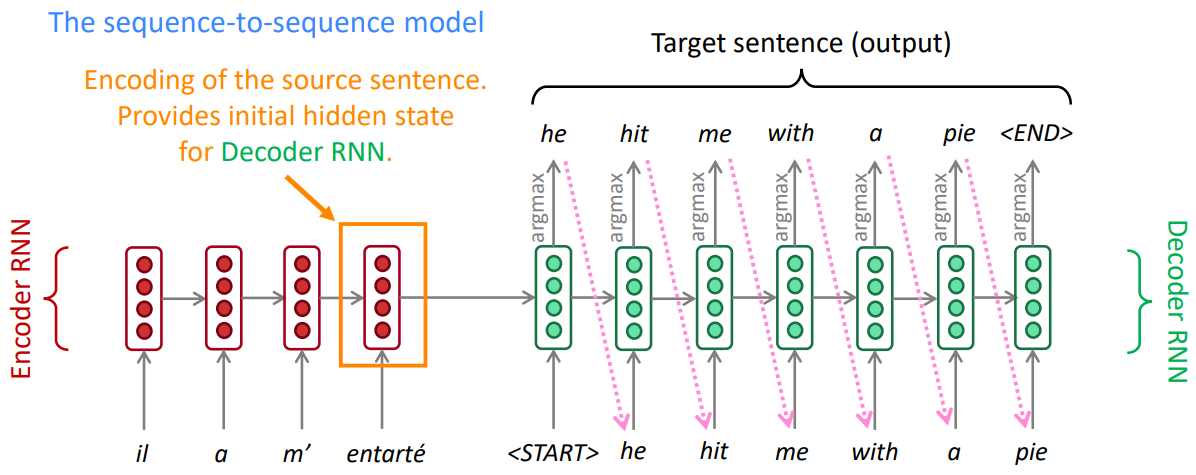 The sequence-to-sequence model
Target sentence (output)
Encoding of the source sentence.
Provides initial hidden state
for Decoder RNN.
he hit me with a pie <END>
argmax argmax argmax argmax argmax argmax argmax
Encoder RNN
Decoder RNN
il a m’ entarté <START> he hit me with a pie